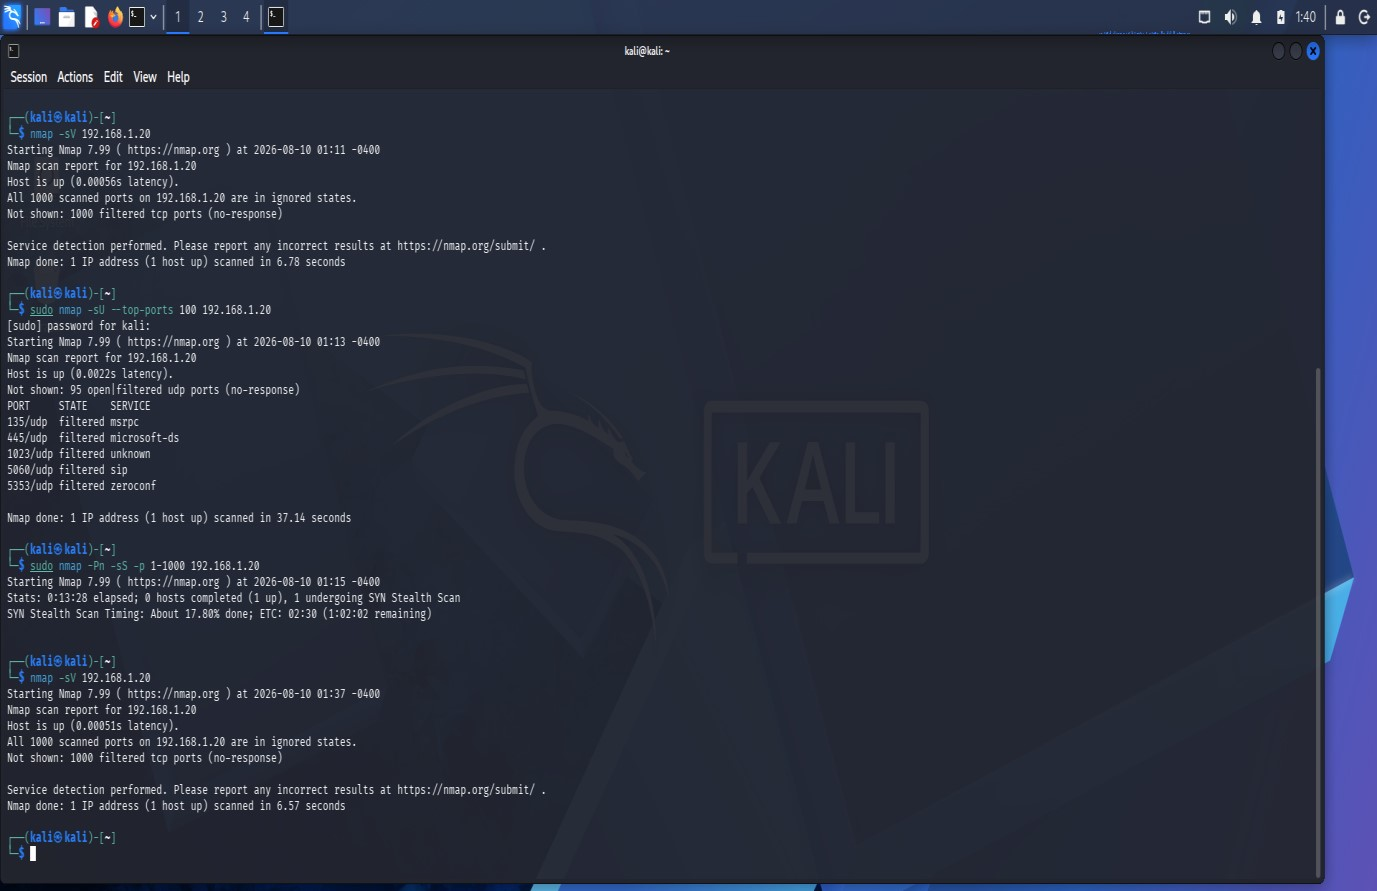 1 2 3 4 1:40
kali@kali: ~
Session Actions Edit View Help
┌──(kali㉿kali)-[~]
└─$ nmap -sV 192.168.1.20
Starting Nmap 7.99 ( https://nmap.org ) at 2026-08-10 01:11 -0400
Nmap scan report for 192.168.1.20
Host is up (0.00056s latency).
All 1000 scanned ports on 192.168.1.20 are in ignored states.
Not shown: 1000 filtered tcp ports (no-response)
Service detection performed. Please report any incorrect results at https://nmap.org/submit/ .
Nmap done: 1 IP address (1 host up) scanned in 6.78 seconds
┌──(kali㉿kali)-[~]
└─$ sudo nmap -sU --top-ports 100 192.168.1.20
[sudo] password for kali:
Starting Nmap 7.99 ( https://nmap.org ) at 2026-08-10 01:13 -0400
Nmap scan report for 192.168.1.20
Host is up (0.0022s latency).
Not shown: 95 open|filtered udp ports (no-response)
PORT     STATE    SERVICE
135/udp  filtered msrpc
445/udp  filtered microsoft-ds
1023/udp filtered unknown
5060/udp filtered sip
5353/udp filtered zeroconf
Nmap done: 1 IP address (1 host up) scanned in 37.14 seconds
┌──(kali㉿kali)-[~]
└─$ sudo nmap -Pn -sS -p 1-1000 192.168.1.20
Starting Nmap 7.99 ( https://nmap.org ) at 2026-08-10 01:15 -0400
Stats: 0:13:28 elapsed; 0 hosts completed (1 up), 1 undergoing SYN Stealth Scan
SYN Stealth Scan Timing: About 17.80% done; ETC: 02:30 (1:02:02 remaining)
┌──(kali㉿kali)-[~]
└─$ nmap -sV 192.168.1.20
Starting Nmap 7.99 ( https://nmap.org ) at 2026-08-10 01:37 -0400
Nmap scan report for 192.168.1.20
Host is up (0.00051s latency).
All 1000 scanned ports on 192.168.1.20 are in ignored states.
Not shown: 1000 filtered tcp ports (no-response)
Service detection performed. Please report any incorrect results at https://nmap.org/submit/ .
Nmap done: 1 IP address (1 host up) scanned in 6.57 seconds
┌──(kali㉿kali)-[~]
└─$
KALI